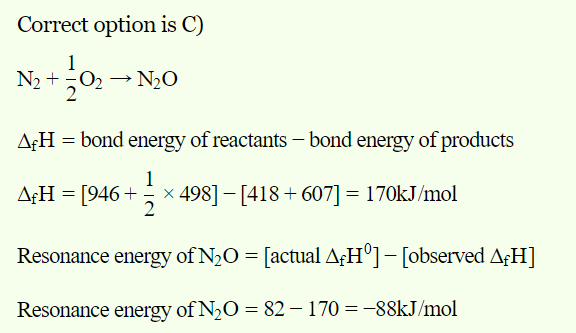 Correct option is C)
N₂ + 1/2 O₂ → N₂O
ΔfH = bond energy of reactants − bond energy of products
ΔfH = [946 + 1/2 × 498] − [418 + 607] = 170kJ/mol
Resonance energy of N₂O = [actual ΔfH⁰] − [observed ΔfH]
Resonance energy of N₂O = 82 − 170 = −88kJ/mol